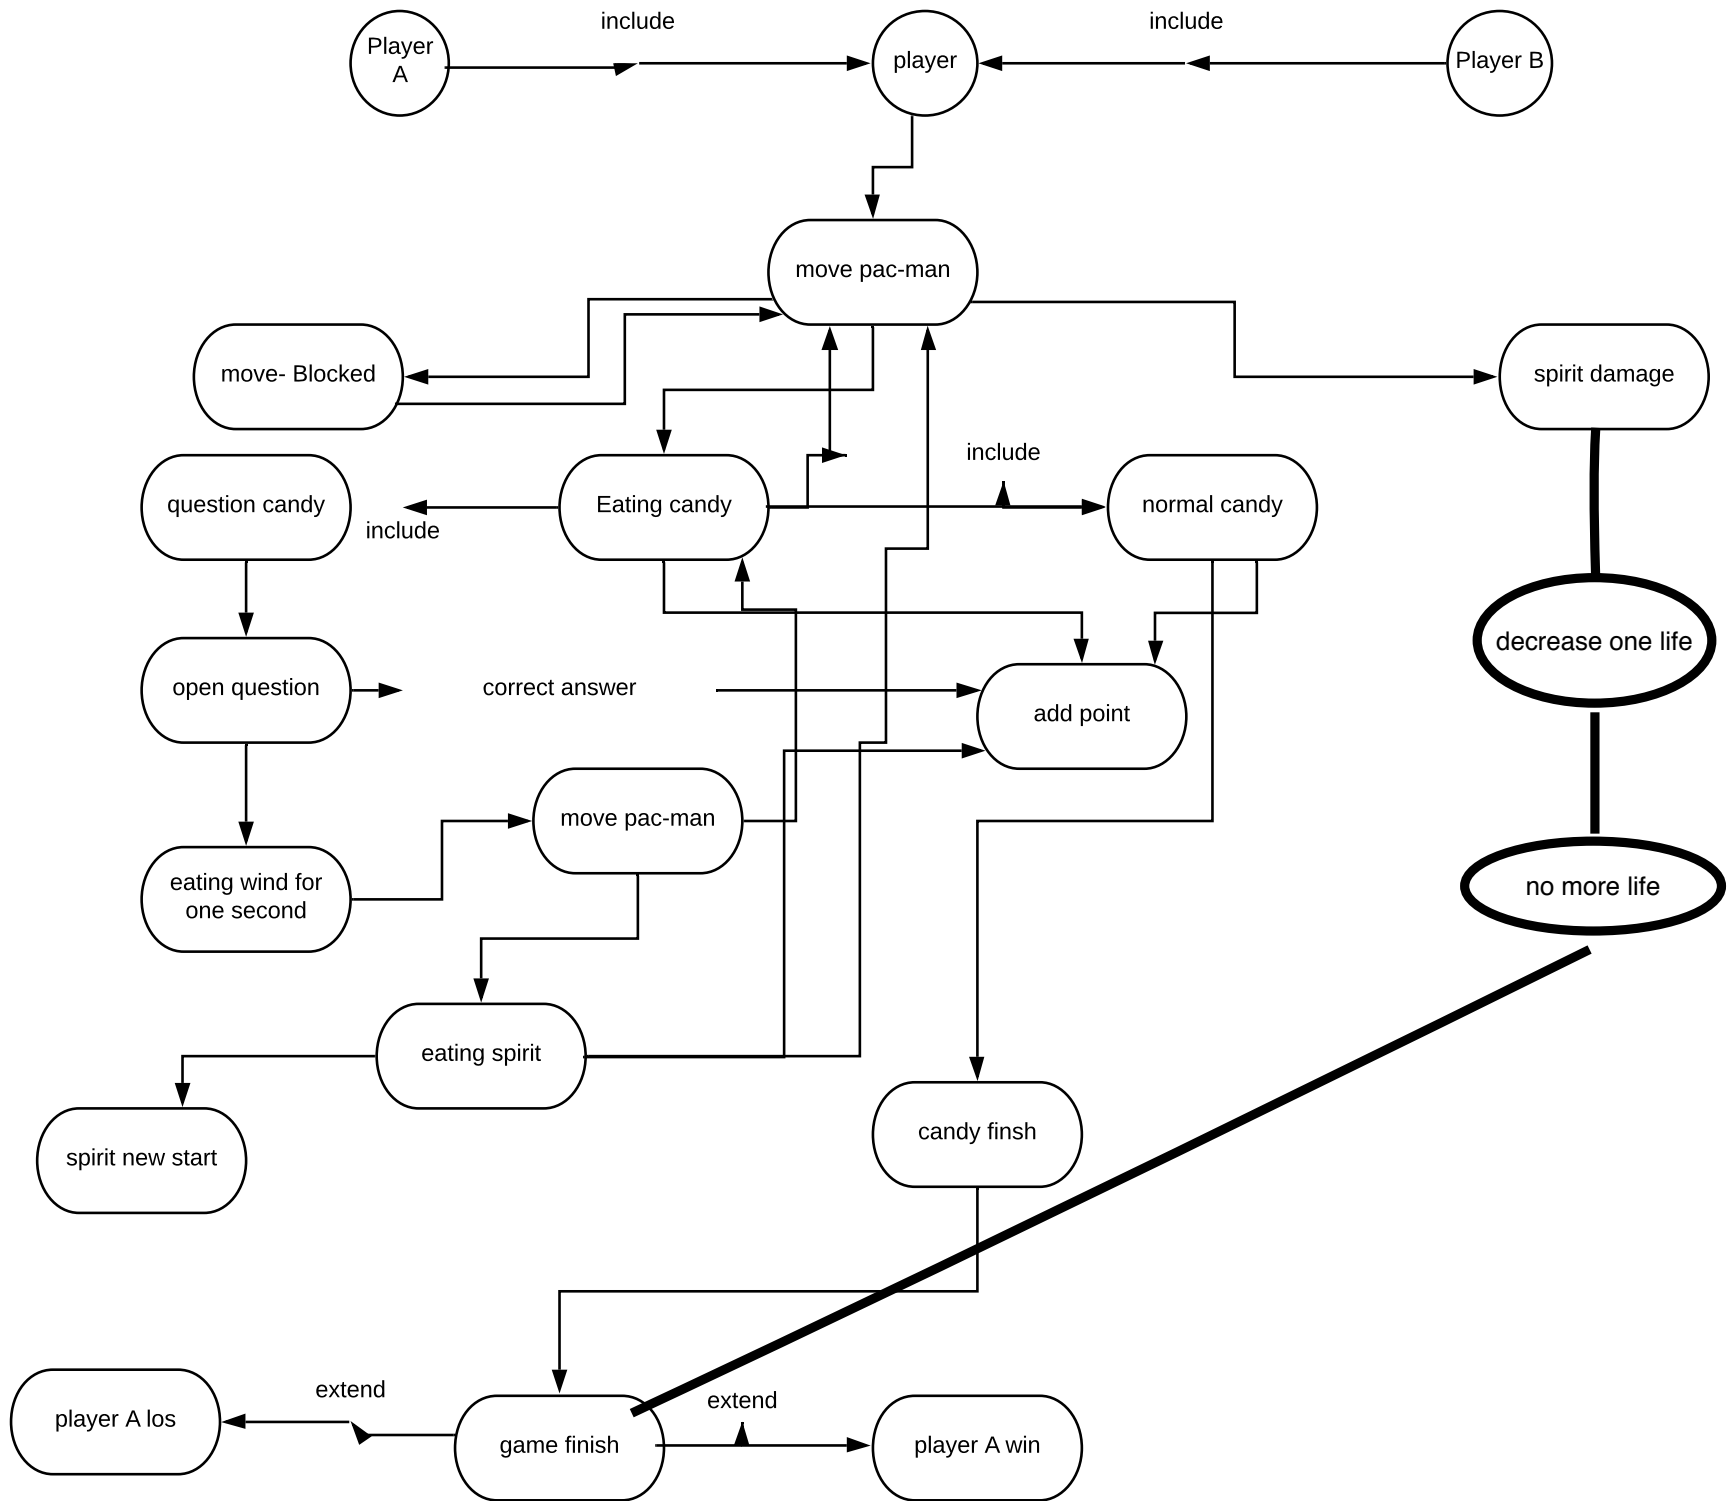 include
include
Player
A
player
Player B
move pac-man
move- Blocked
spirit damage
include
question candy
Eating candy
normal candy
include
decrease one life
open question
correct answer
add point
move pac-man
eating wind for
one second
no more life
eating spirit
candy finsh
spirit new start
extend
extend
player A los
game finish
player A win